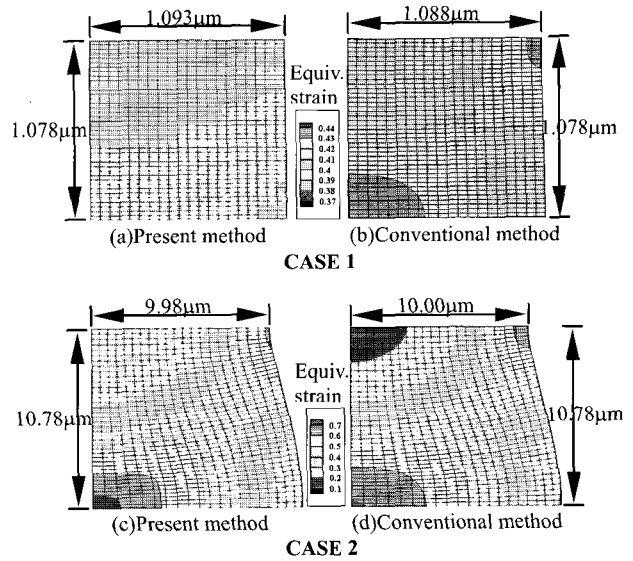 1.093μm
1.088μm
Equiv.
strain
0.44
0.43
0.42
0.41
0.4
0.39
0.38
0.37
1.078μm
1.078μm
(a)Present method
(b)Conventional method
CASE 1
9.98μm
10.00μm
Equiv.
strain
0.7
0.6
0.5
0.4
0.3
0.2
0.1
10.78μm
10.78μm
(c)Present method
(d)Conventional method
CASE 2